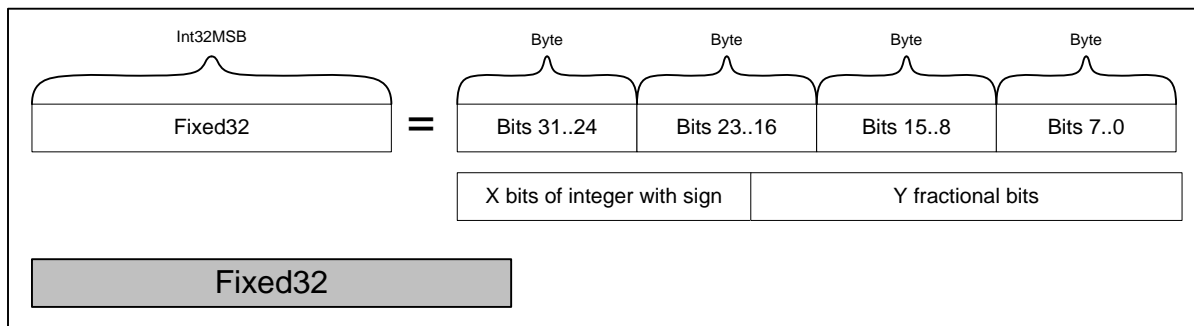 Int32MSB Byte Byte Byte Byte
Fixed32 = Bits 31..24 Bits 23..16 Bits 15..8 Bits 7..0
X bits of integer with sign Y fractional bits
Fixed32